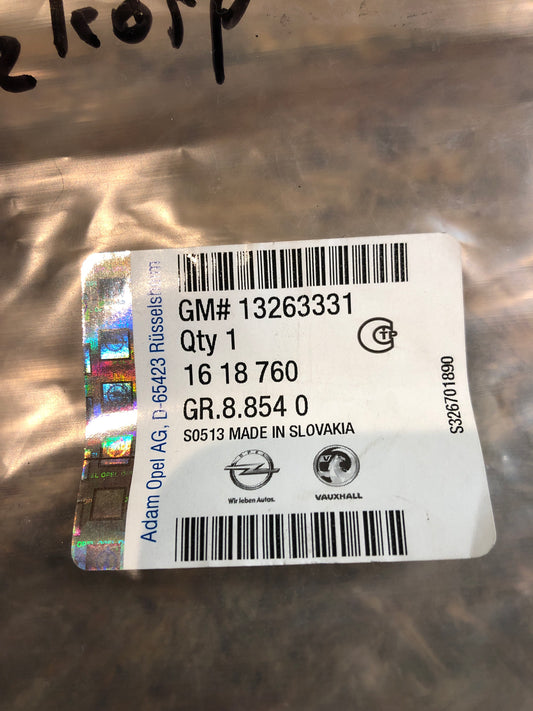 Adam Opel AG, D-65423 Rüsselsheim
GM# 13263331
Qty 1
16 18 760
GR.8.854 0
S0513 MADE IN SLOVAKIA
OPEL
Wir leben Autos.
VAUXHALL
S326701890